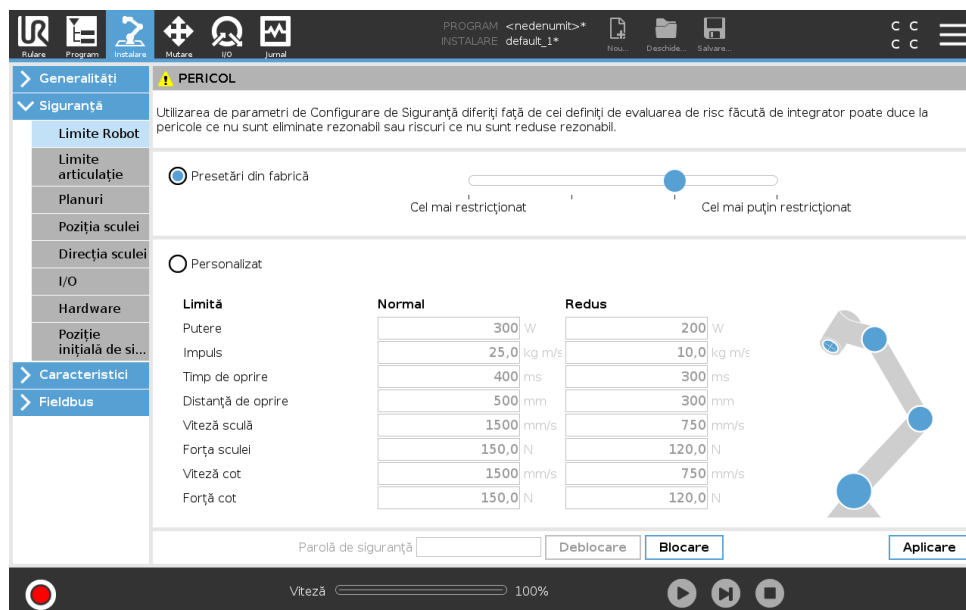 PROGRAM <nedenumit>*
INSTALARE default_1*
Rulare
Program
Instalare
Mutare
I/O
Jurnal
Nou...
Deschide...
Salvare...
C C
C C
Generalități
Siguranță
Limite Robot
Limite
articulație
Planuri
Poziția sculei
Direcția sculei
I/O
Hardware
Poziție
inițială de si...
Caracteristici
Fieldbus
PERICOL
Utilizarea de parametri de Configurare de Siguranță diferiți față de cei definiți de evaluarea de risc făcută de integrator poate duce la
pericole ce nu sunt eliminate rezonabil sau riscuri ce nu sunt reduse rezonabil.
Presetări din fabrică
Cel mai restricționat
Cel mai puțin restricționat
Personalizat
Limită Normal Redus
Putere 300 W 200 W
Impuls 25,0 kg m/s 10,0 kg m/s
Timp de oprire 400 ms 300 ms
Distanță de oprire 500 mm 300 mm
Viteză sculă 1500 mm/s 750 mm/s
Forța sculei 150,0 N 120,0 N
Viteză cot 1500 mm/s 750 mm/s
Forță cot 150,0 N 120,0 N
Parolă de siguranță Deblocare Blocare Aplicare
Viteză 100%